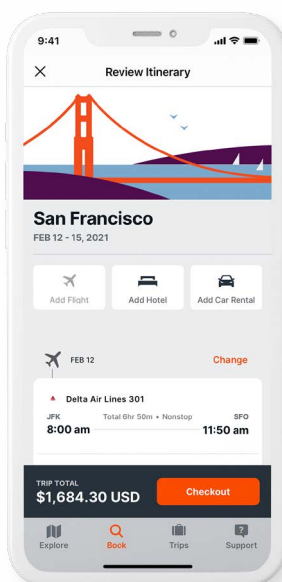 9:41
Review Itinerary
San Francisco
FEB 12 - 15, 2021
Add Flight Add Hotel Add Car Rental
FEB 12 Change
Delta Air Lines 301
JFK Total 6hr 50m • Nonstop SFO
8:00 am 11:50 am
TRIP TOTAL
$1,684.30 USD Checkout
Explore Book Trips Support